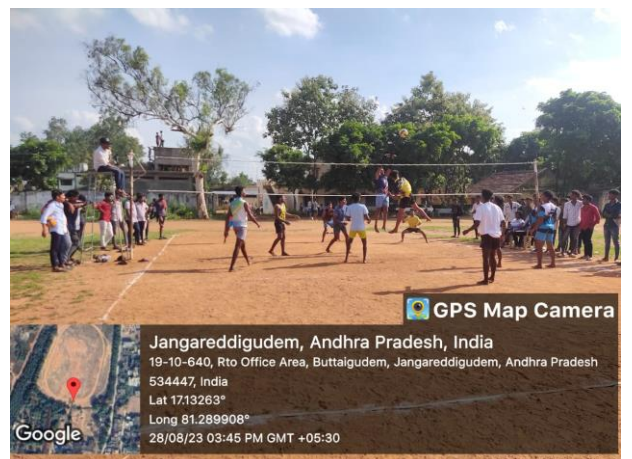 GPS Map Camera
Jangareddigudem, Andhra Pradesh, India
19-10-640, Rto Office Area, Buttaigudem, Jangareddigudem, Andhra Pradesh
534447, India
Lat 17.13263°
Long 81.289908°
28/08/23 03:45 PM GMT +05:30
Google